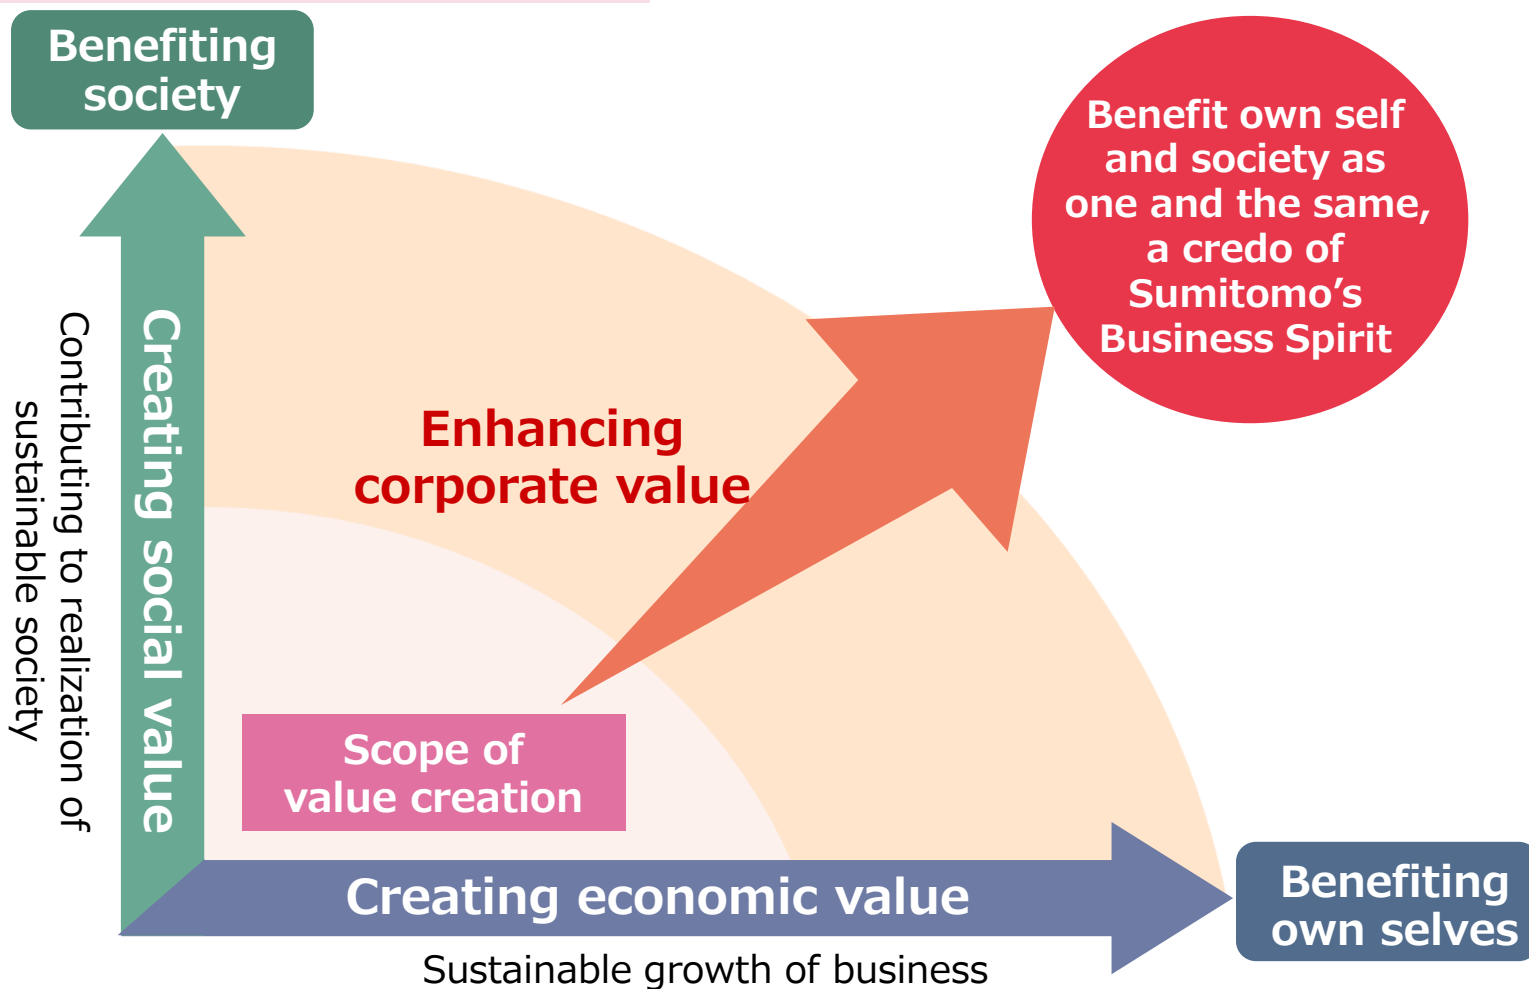 Benefiting
society
Benefit own self
and society as
one and the same,
a credo of
Sumitomo’s
Business Spirit
Creating social value
Contributing to realization of
sustainable society
Enhancing
corporate value
Scope of
value creation
Creating economic value
Sustainable growth of business
Benefiting
own selves